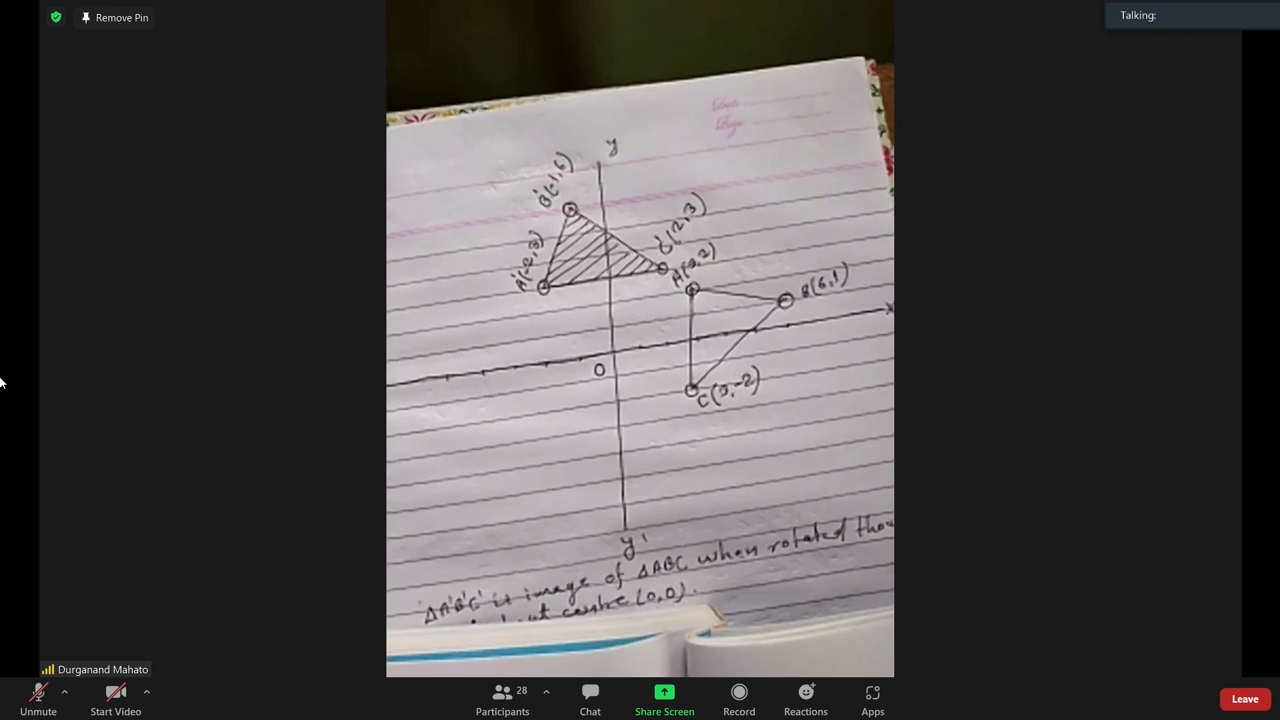 Remove Pin
Talking:
Date
Page
y
B'(-1,6)
A'(-2,3)
C'(2,3)
A(3,2)
B(6,1)
X
O
C(3,-2)
y'
ΔA'B'C' is image of ΔABC when rotated
centre (0,0).
Durganand Mahato
Unmute
Start Video
28
Participants
Chat
Share Screen
Record
Reactions
Apps
Leave